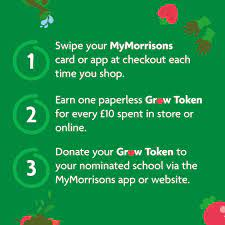 1
Swipe your MyMorrisons
card or app at checkout each
time you shop.
2
Earn one paperless Grow Token
for every £10 spent in store or
online.
3
Donate your Grow Token to
your nominated school via the
MyMorrisons app or website.